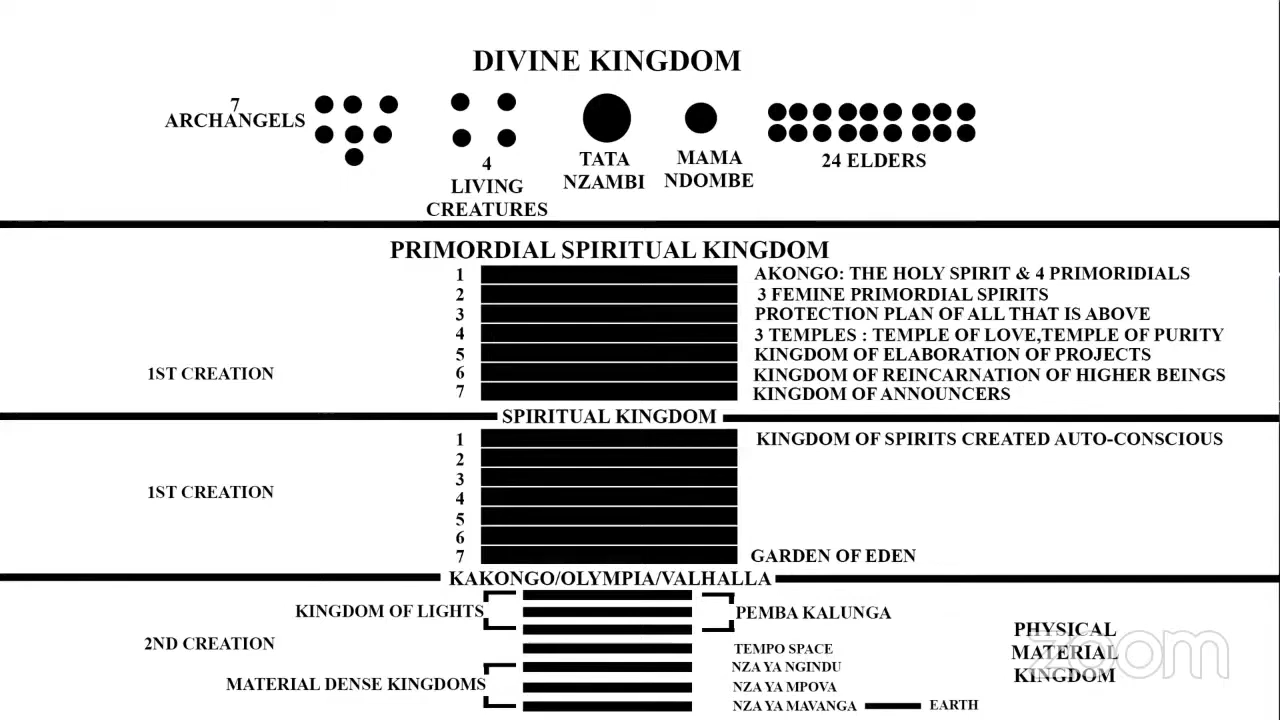 DIVINE KINGDOM
7
ARCHANGELS
4
LIVING
CREATURES
TATA
NZAMBI
MAMA
NDOMBE
24 ELDERS
PRIMORDIAL SPIRITUAL KINGDOM
1ST CREATION
1 AKONGO: THE HOLY SPIRIT & 4 PRIMORIDIALS
2 3 FEMINE PRIMORDIAL SPIRITS
3 PROTECTION PLAN OF ALL THAT IS ABOVE
4 3 TEMPLES : TEMPLE OF LOVE,TEMPLE OF PURITY
5 KINGDOM OF ELABORATION OF PROJECTS
6 KINGDOM OF REINCARNATION OF HIGHER BEINGS
7 KINGDOM OF ANNOUNCERS
SPIRITUAL KINGDOM
1ST CREATION
1 KINGDOM OF SPIRITS CREATED AUTO-CONSCIOUS
2
3
4
5
6
7 GARDEN OF EDEN
KAKONGO/OLYMPIA/VALHALLA
KINGDOM OF LIGHTS
PEMBA KALUNGA
2ND CREATION
TEMPO SPACE
MATERIAL DENSE KINGDOMS
NZA YA NGINDU
NZA YA MPOVA
NZA YA MAVANGA
EARTH
PHYSICAL
MATERIAL
KINGDOM
zoom